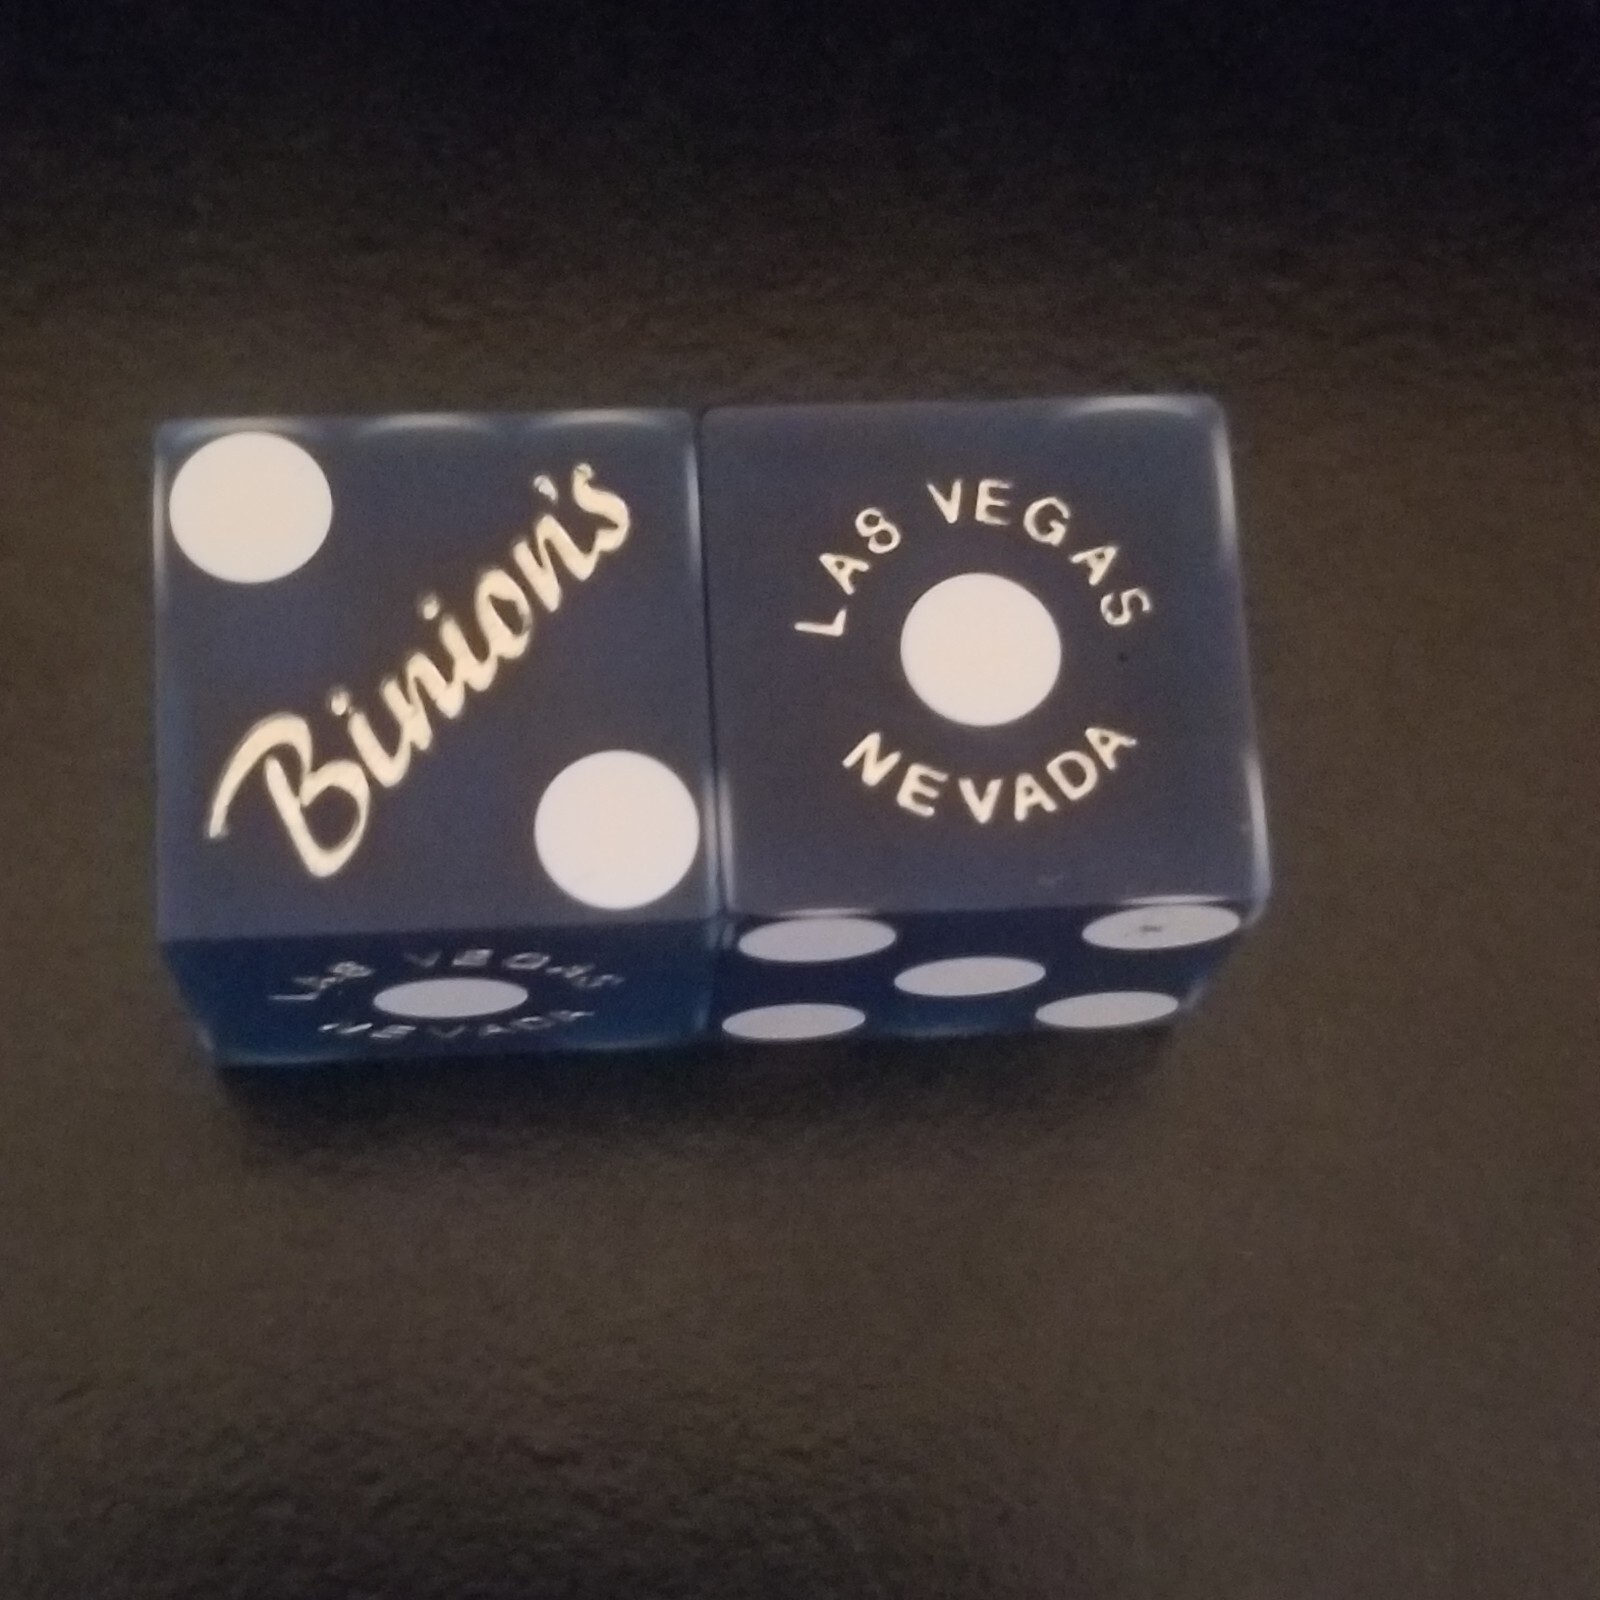 Binion's
LAS VEGAS
NEVADA
LAS VEGAS
NEVADA